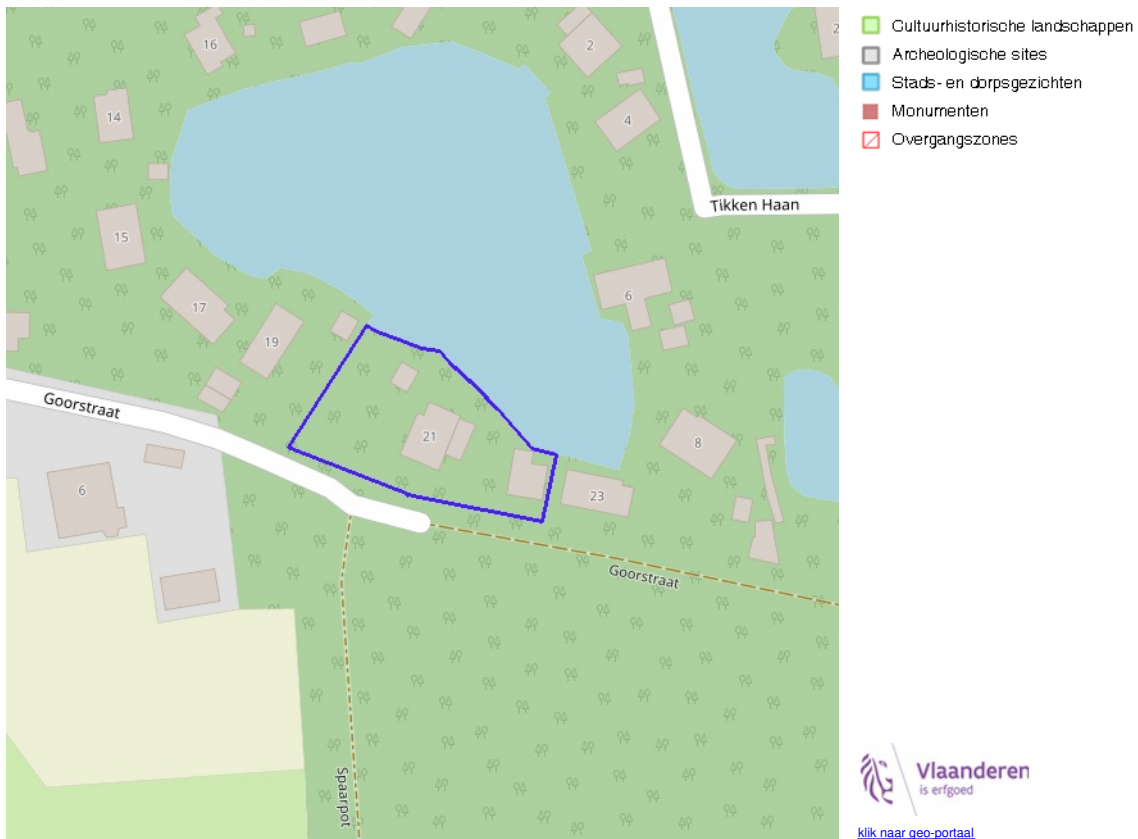 16
2
14
4
Tikken Haan
15
17
6
19
Goorstraat
21
8
6
23
Goorstraat
Spaarpot
Cultuurhistorische landschappen
Archeologische sites
Stads- en dorpsgezichten
Monumenten
Overgangszones
Vlaanderen
is erfgoed
klik naar geo-portaal